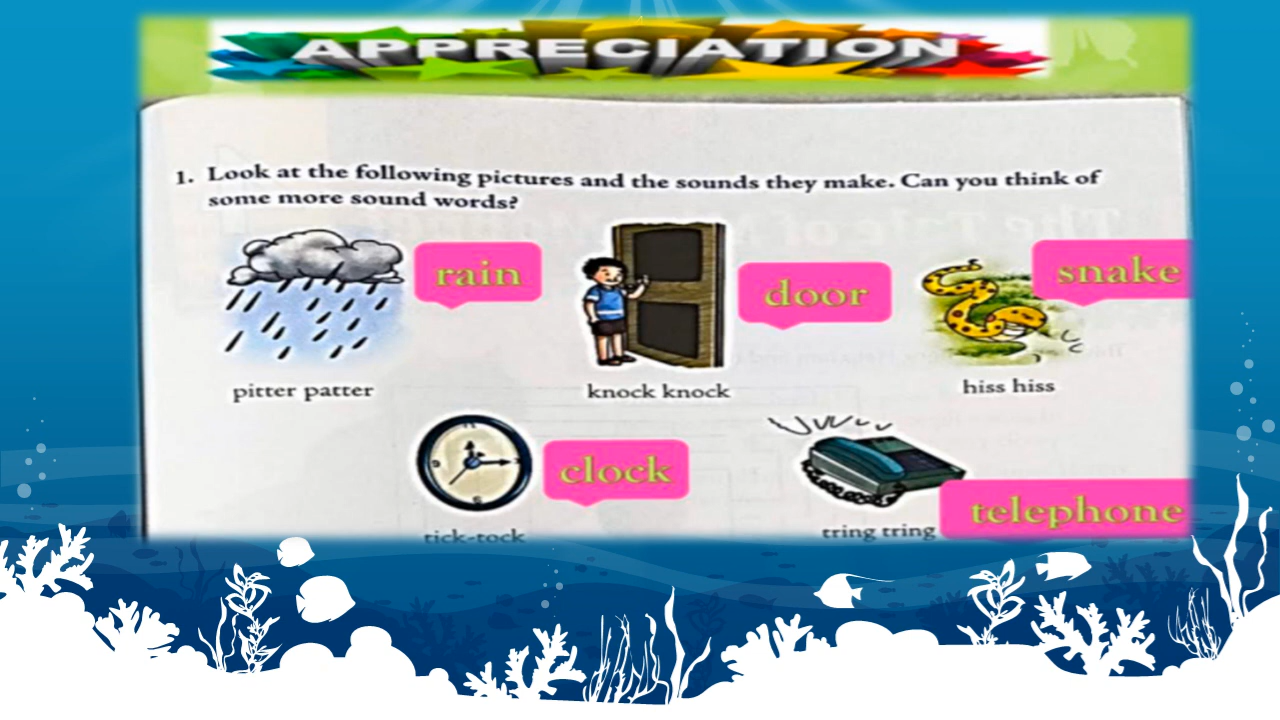 APPRECIATION
1. Look at the following pictures and the sounds they make. Can you think of
some more sound words?
rain
door
snake
pitter patter
knock knock
hiss hiss
clock
telephone
tick-tock
tring tring